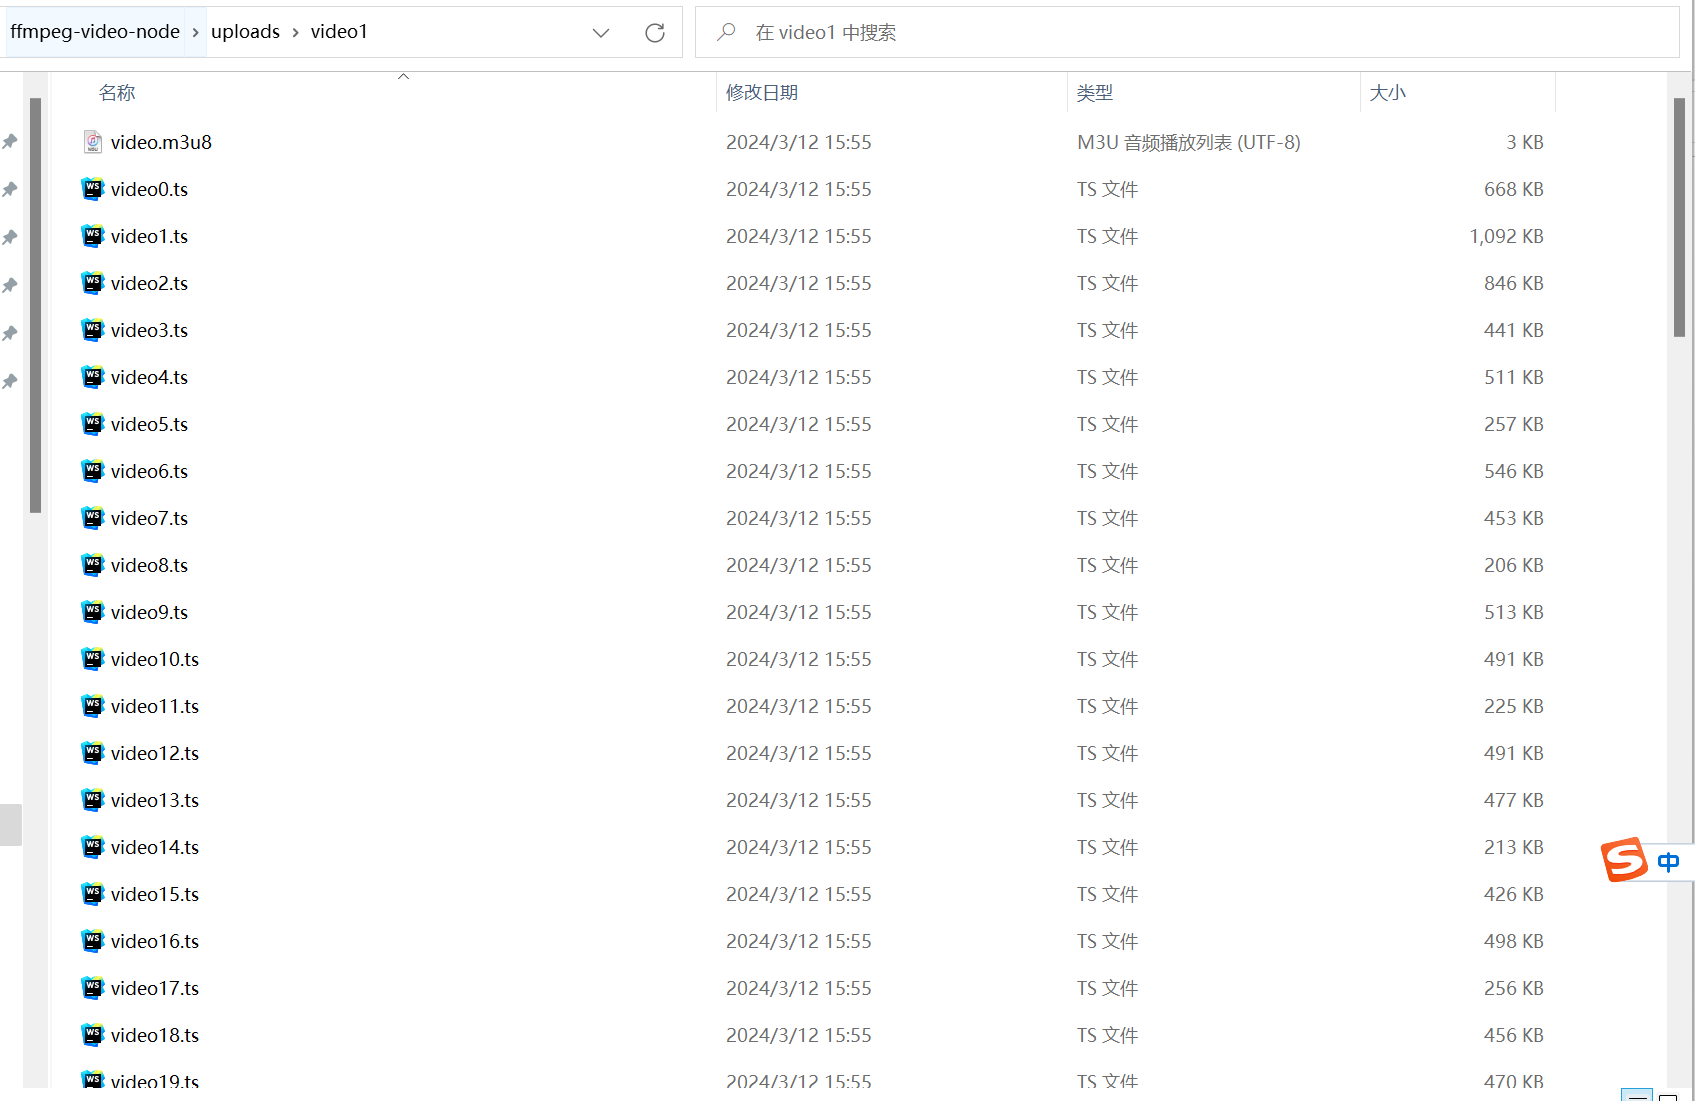 ffmpeg-video-node › uploads › video1 在 video1 中搜索
名称 修改日期 类型 大小
video.m3u8 2024/3/12 15:55 M3U 音频播放列表 (UTF-8) 3 KB
video0.ts 2024/3/12 15:55 TS 文件 668 KB
video1.ts 2024/3/12 15:55 TS 文件 1,092 KB
video2.ts 2024/3/12 15:55 TS 文件 846 KB
video3.ts 2024/3/12 15:55 TS 文件 441 KB
video4.ts 2024/3/12 15:55 TS 文件 511 KB
video5.ts 2024/3/12 15:55 TS 文件 257 KB
video6.ts 2024/3/12 15:55 TS 文件 546 KB
video7.ts 2024/3/12 15:55 TS 文件 453 KB
video8.ts 2024/3/12 15:55 TS 文件 206 KB
video9.ts 2024/3/12 15:55 TS 文件 513 KB
video10.ts 2024/3/12 15:55 TS 文件 491 KB
video11.ts 2024/3/12 15:55 TS 文件 225 KB
video12.ts 2024/3/12 15:55 TS 文件 491 KB
video13.ts 2024/3/12 15:55 TS 文件 477 KB
video14.ts 2024/3/12 15:55 TS 文件 213 KB
中
video15.ts 2024/3/12 15:55 TS 文件 426 KB
video16.ts 2024/3/12 15:55 TS 文件 498 KB
video17.ts 2024/3/12 15:55 TS 文件 256 KB
video18.ts 2024/3/12 15:55 TS 文件 456 KB
video19.ts 2024/3/12 15:55 TS 文件 470 KB